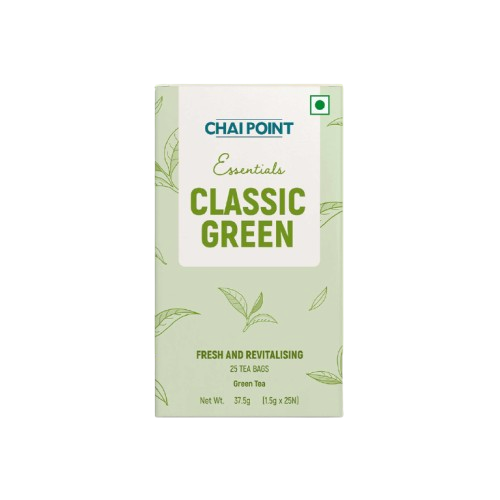 CHAI POINT
Essentials
CLASSIC
GREEN
FRESH AND REVITALISING
25 TEA BAGS
Green Tea
Net Wt. 37.5g (1.5g x 25N)